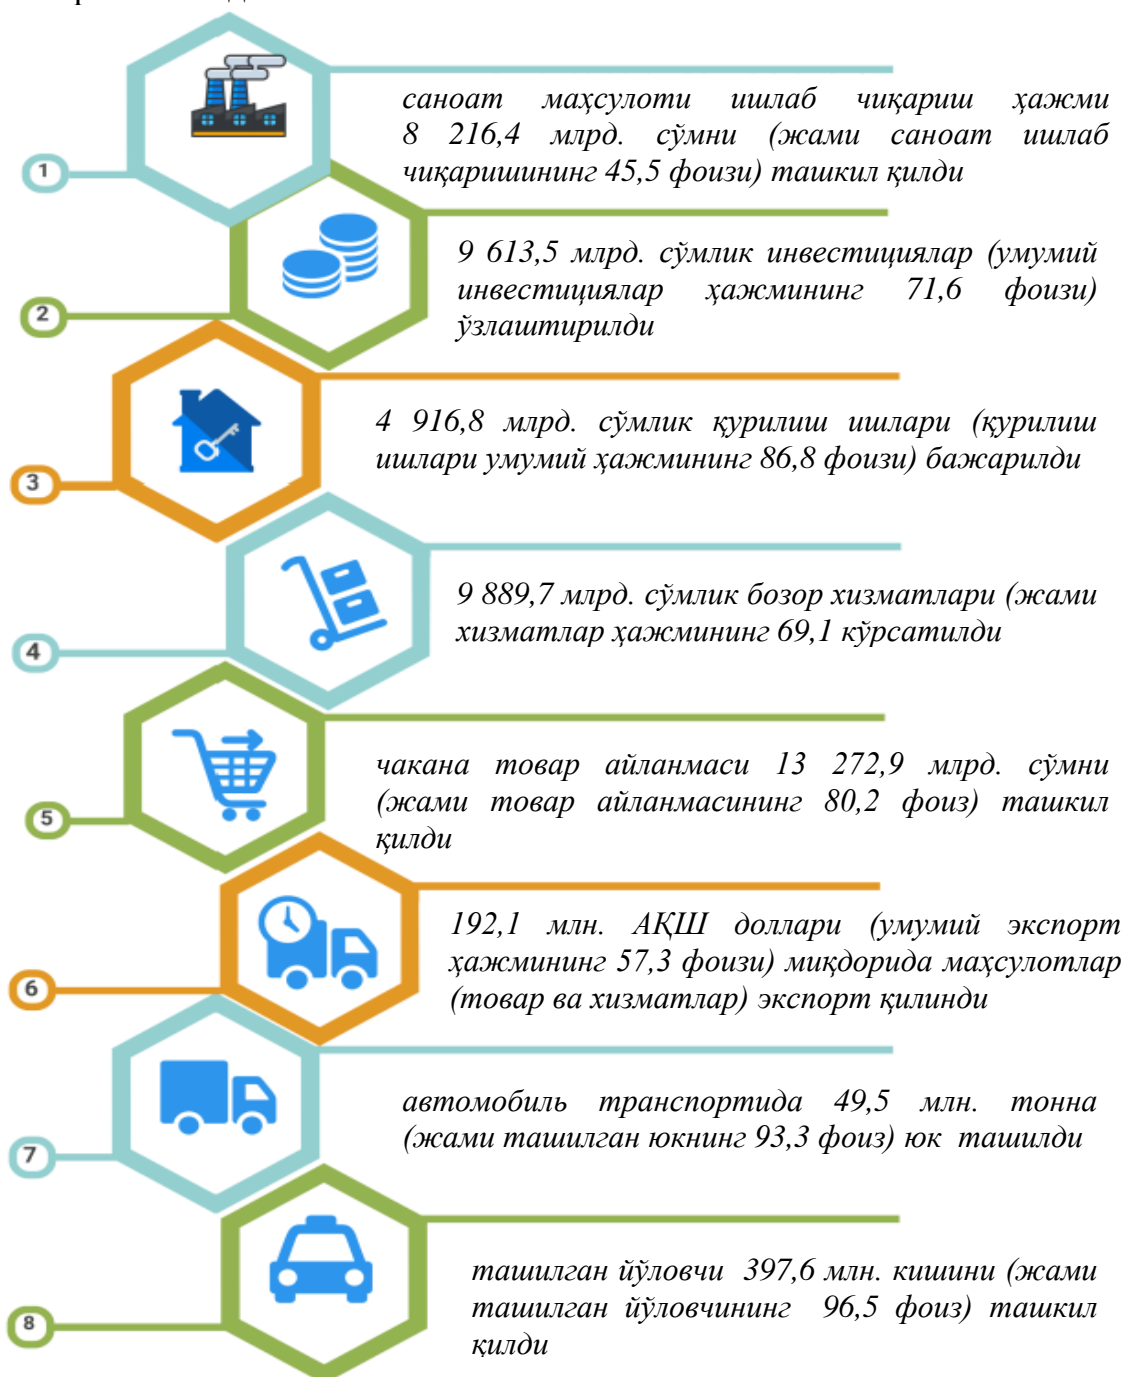 1
саноат маҳсулоти ишлаб чиқариш ҳажми
8 216,4 млрд. сўмни (жами саноат ишлаб
чиқаришининг 45,5 фоизи) ташкил қилди
2
9 613,5 млрд. сўмлик инвестициялар (умумий
инвестициялар ҳажмининг 71,6 фоизи)
ўзлаштирилди
3
4 916,8 млрд. сўмлик қурилиш ишлари (қурилиш
ишлари умумий ҳажмининг 86,8 фоизи) бажарилди
4
9 889,7 млрд. сўмлик бозор хизматлари (жами
хизматлар ҳажмининг 69,1 кўрсатилди
5
чакана товар айланмаси 13 272,9 млрд. сўмни
(жами товар айланмасининг 80,2 фоиз) ташкил
қилди
6
192,1 млн. АҚШ доллари (умумий экспорт
ҳажмининг 57,3 фоизи) миқдорида маҳсулотлар
(товар ва хизматлар) экспорт қилинди
7
автомобиль транспортида 49,5 млн. тонна
(жами ташилган юкнинг 93,3 фоиз) юк ташилди
8
ташилган йўловчи 397,6 млн. кишини (жами
ташилган йўловчининг 96,5 фоиз) ташкил
қилди